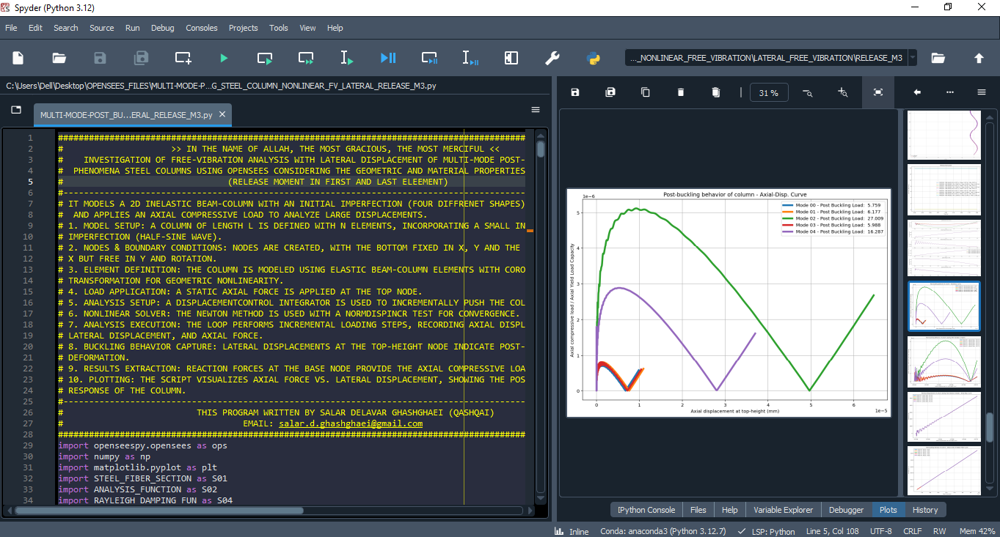 Spyder (Python 3.12)
File Edit Search Source Run Debug Consoles Projects Tools View Help
..._NONLINEAR_FREE_VIBRATION\LATERAL_FREE_VIBRATION\RELEASE_M3
C:\Users\Dell\Desktop\OPENSEES_FILES\MULTI-MODE-P...G_STEEL_COLUMN_NONLINEAR_FV_LATERAL_RELEASE_M3.py
31 %
MULTI-MODE-POST_BU...ERAL_RELEASE_M3.py
1 ##########################################################################################
2 # >> IN THE NAME OF ALLAH, THE MOST GRACIOUS, THE MOST MERCIFUL <<
3 # INVESTIGATION OF FREE-VIBRATION ANALYSIS WITH LATERAL DISPLACEMENT OF MULTI-MODE POST-
4 # PHENOMENA STEEL COLUMNS USING OPENSEES CONSIDERING THE GEOMETRIC AND MATERIAL PROPERTIES
5 # (RELEASE MOMENT IN FIRST AND LAST ELEEMENT)
6 #------------------------------------------------------------------------------------------
7 # IT MODELS A 2D INELASTIC BEAM-COLUMN WITH AN INITIAL IMPERFECTION (FOUR DIFFRENET SHAPES)
8 # AND APPLIES AN AXIAL COMPRESSIVE LOAD TO ANALYZE LARGE DISPLACEMENTS.
9 # 1. MODEL SETUP: A COLUMN OF LENGTH L IS DEFINED WITH N ELEMENTS, INCORPORATING A SMALL IN
10 # IMPERFECTION (HALF-SINE WAVE).
11 # 2. NODES & BOUNDARY CONDITIONS: NODES ARE CREATED, WITH THE BOTTOM FIXED IN X, Y AND THE
12 # X BUT FREE IN Y AND ROTATION.
13 # 3. ELEMENT DEFINITION: THE COLUMN IS MODELED USING ELASTIC BEAM-COLUMN ELEMENTS WITH CORO
14 # TRANSFORMATION FOR GEOMETRIC NONLINEARITY.
15 # 4. LOAD APPLICATION: A STATIC AXIAL FORCE IS APPLIED AT THE TOP NODE.
16 # 5. ANALYSIS SETUP: A DISPLACEMENTCONTROL INTEGRATOR IS USED TO INCREMENTALLY PUSH THE COL
17 # 6. NONLINEAR SOLVER: THE NEWTON METHOD IS USED WITH A NORMDISPINCR TEST FOR CONVERGENCE.
18 # 7. ANALYSIS EXECUTION: THE LOOP PERFORMS INCREMENTAL LOADING STEPS, RECORDING AXIAL DISPL
19 # LATERAL DISPLACEMENT, AND AXIAL FORCE.
20 # 8. BUCKLING BEHAVIOR CAPTURE: LATERAL DISPLACEMENTS AT THE TOP-HEIGHT NODE INDICATE POST-
21 # DEFORMATION.
22 # 9. RESULTS EXTRACTION: REACTION FORCES AT THE BASE NODE PROVIDE THE AXIAL COMPRESSIVE LOA
23 # 10. PLOTTING: THE SCRIPT VISUALIZES AXIAL FORCE VS. LATERAL DISPLACEMENT, SHOWING THE POS
24 # RESPONSE OF THE COLUMN.
25 #------------------------------------------------------------------------------------------
26 # THIS PROGRAM WRITTEN BY SALAR DELAVAR GHASHGHAEI (QASHQAI)
27 # EMAIL: salar.d.ghashghaei@gmail.com
28 ##########################################################################################
29 import openseespy.opensees as ops
30 import numpy as np
31 import matplotlib.pyplot as plt
32 import STEEL_FIBER_SECTION as S01
33 import ANALYSIS_FUNCTION as S02
34 import RAYLEIGH_DAMPING_FUN as S04
Post-buckling behavior of column - Axial-Disp. Curve
1e-6
Mode 00 - Post Buckling Load: 5.759
Mode 01 - Post Buckling Load: 6.177
Mode 02 - Post Buckling Load: 27.009
Mode 03 - Post Buckling Load: 5.988
Mode 04 - Post Buckling Load: 16.287
Axial compressive load / Axial Yield Load Capacity
5
4
3
2
1
0
0 1 2 3 4 5 6
1e-5
Axial displacement at top-height (mm)
IPython Console Files Help Variable Explorer Debugger Plots History
Inline Conda: anaconda3 (Python 3.12.7) LSP: Python Line 5, Col 108 UTF-8 CRLF RW Mem 42%